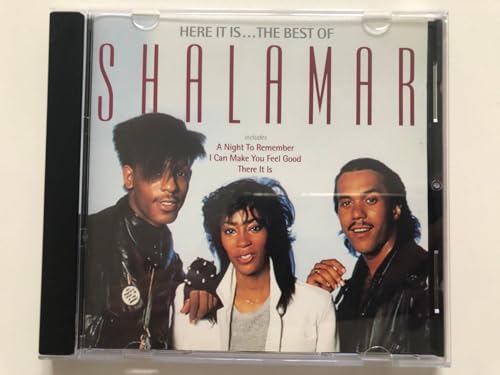 HERE IT IS...THE BEST OF
SHALAMAR
includes
A Night To Remember
I Can Make You Feel Good
There It Is